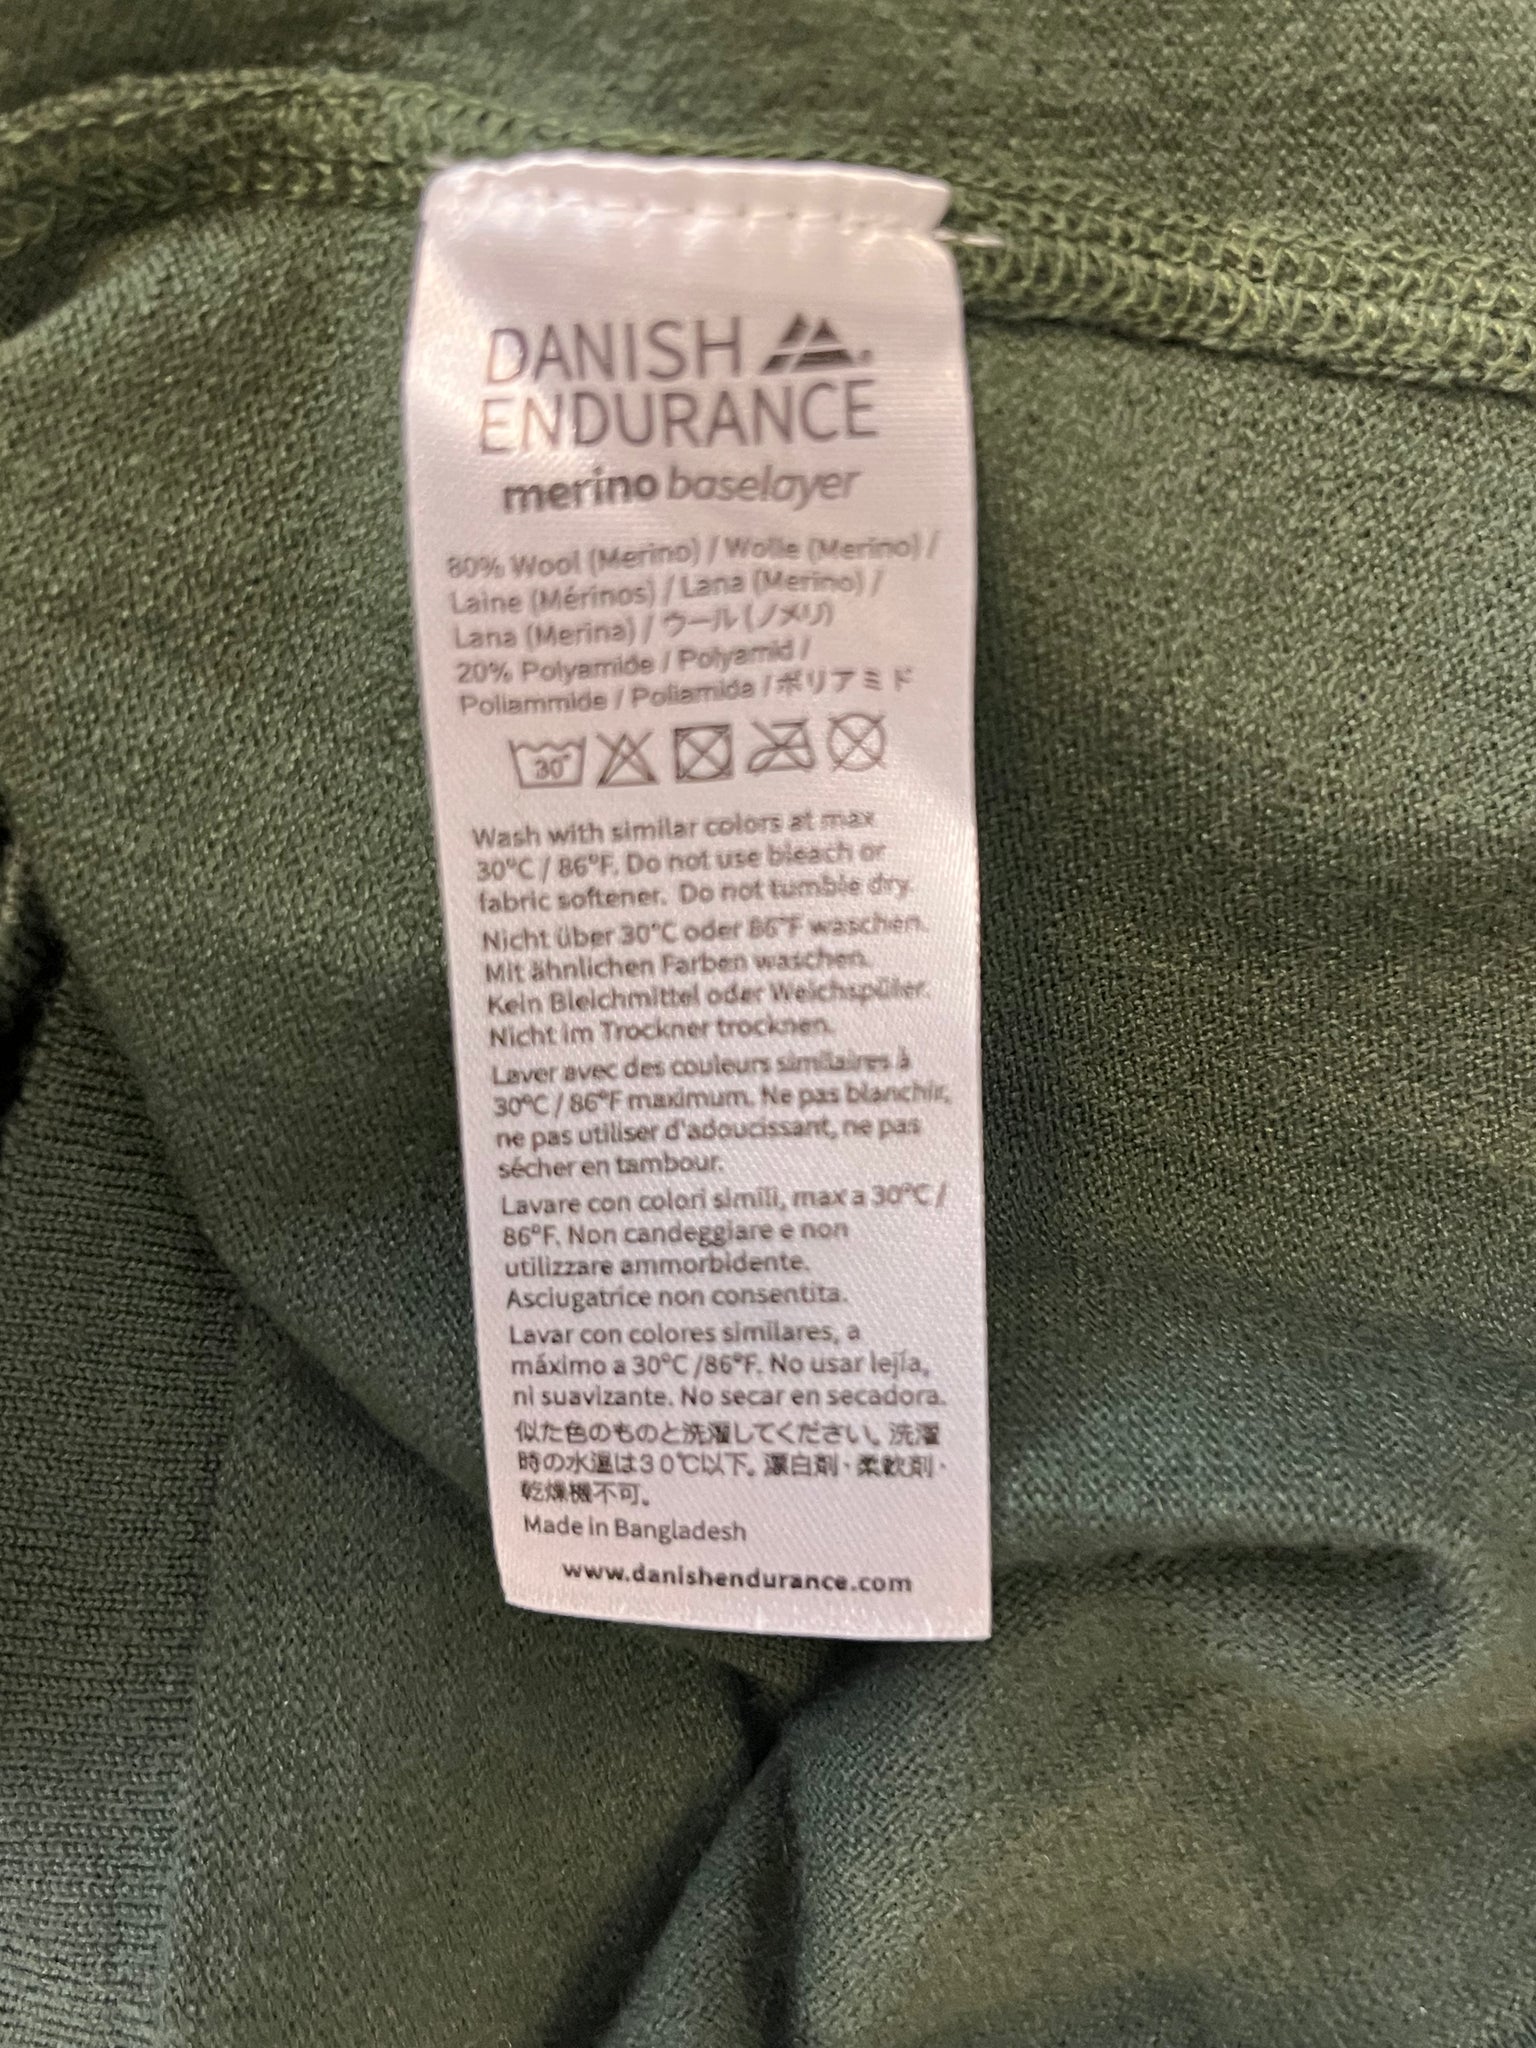 DANISH
ENDURANCE
merino baselayer
80% Wool (Merino) / Wolle (Merino) /
Laine (Mérinos) / Lana (Merino) /
Lana (Merina) / ウール (ノメリ)
20% Polyamide / Polyamid /
Poliammide / Poliamida / ポリアミド
30°
Wash with similar colors at max
30°C / 86°F. Do not use bleach or
fabric softener. Do not tumble dry.
Nicht über 30°C oder 86°F waschen.
Mit ähnlichen Farben waschen.
Kein Bleichmittel oder Weichspüler.
Nicht im Trockner trocknen.
Laver avec des couleurs similaires à
30°C / 86°F maximum. Ne pas blanchir,
ne pas utiliser d'adoucissant, ne pas
sécher en tambour.
Lavare con colori simili, max a 30°C /
86°F. Non candeggiare e non
utilizzare ammorbidente.
Asciugatrice non consentita.
Lavar con colores similares, a
máximo a 30°C /86°F. No usar lejía,
ni suavizante. No secar en secadora.
似た色のものと洗濯してください。洗濯
時の水温は30℃以下。漂白剤・柔軟剤・
乾燥機不可。
Made in Bangladesh
www.danishendurance.com